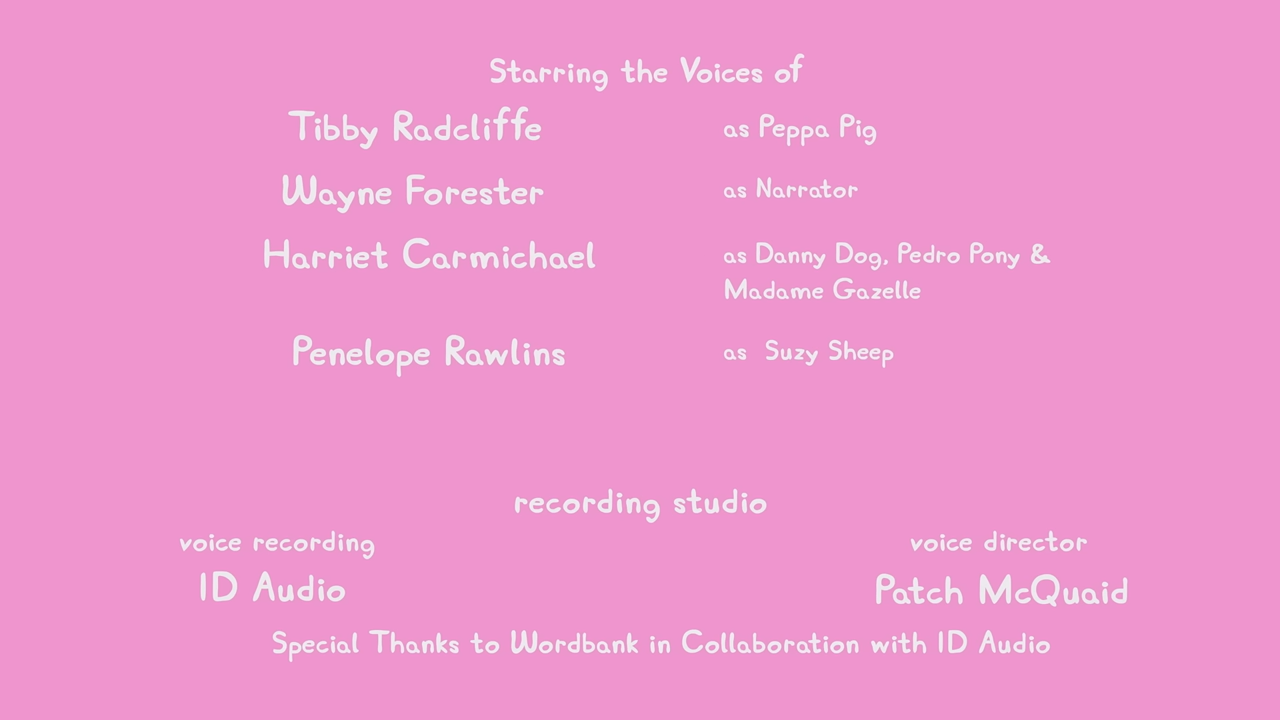 Starring the Voices of
Tibby Radcliffe as Peppa Pig
Wayne Forester as Narrator
Harriet Carmichael as Danny Dog, Pedro Pony &
Madame Gazelle
Penelope Rawlins as Suzy Sheep
recording studio
voice recording voice director
ID Audio Patch McQuaid
Special Thanks to Wordbank in Collaboration with ID Audio